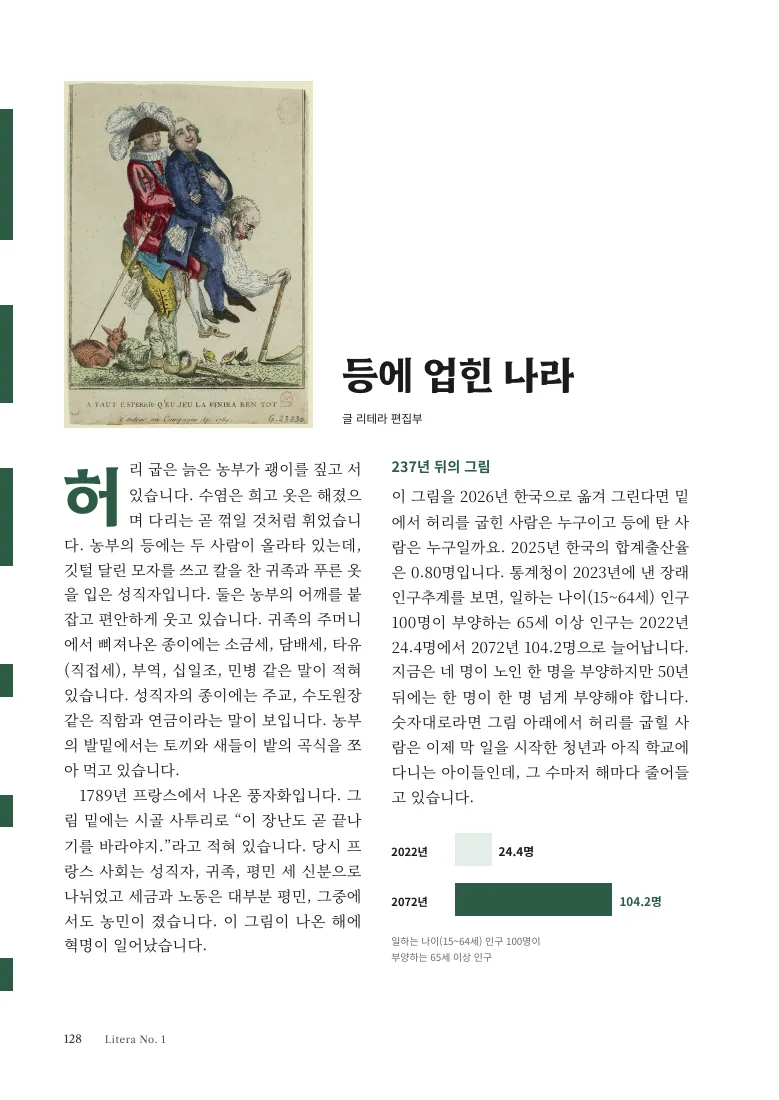 A FAUT ESPERER Q'EU JEU LA FINIRA BEN TOT
등에 업힌 나라
글 리테라 편집부
허리 굽은 늙은 농부가 괭이를 짚고 서
있습니다. 수염은 희고 옷은 해졌으
며 다리는 곧 꺾일 것처럼 휘었습니
다. 농부의 등에는 두 사람이 올라타 있는데,
깃털 달린 모자를 쓰고 칼을 찬 귀족과 푸른 옷
을 입은 성직자입니다. 둘은 농부의 어깨를 붙
잡고 편안하게 웃고 있습니다. 귀족의 주머니
에서 삐져나온 종이에는 소금세, 담배세, 타유
(직접세), 부역, 십일조, 민병 같은 말이 적혀
있습니다. 성직자의 종이에는 주교, 수도원장
같은 직함과 연금이라는 말이 보입니다. 농부
의 발밑에서는 토끼와 새들이 밭의 곡식을 쪼
아 먹고 있습니다.
1789년 프랑스에서 나온 풍자화입니다. 그
림 밑에는 시골 사투리로 “이 장난도 곧 끝나
기를 바라야지.”라고 적혀 있습니다. 당시 프
랑스 사회는 성직자, 귀족, 평민 세 신분으로
나뉘었고 세금과 노동은 대부분 평민, 그중에
서도 농민이 졌습니다. 이 그림이 나온 해에
혁명이 일어났습니다.
237년 뒤의 그림
이 그림을 2026년 한국으로 옮겨 그린다면 밑
에서 허리를 굽힌 사람은 누구이고 등에 탄 사
람은 누구일까요. 2025년 한국의 합계출산율
은 0.80명입니다. 통계청이 2023년에 낸 장래
인구추계를 보면, 일하는 나이(15~64세) 인구
100명이 부양하는 65세 이상 인구는 2022년
24.4명에서 2072년 104.2명으로 늘어납니다.
지금은 네 명이 노인 한 명을 부양하지만 50년
뒤에는 한 명이 한 명 넘게 부양해야 합니다.
숫자대로라면 그림 아래에서 허리를 굽힐 사
람은 이제 막 일을 시작한 청년과 아직 학교에
다니는 아이들인데, 그 수마저 해마다 줄어들
고 있습니다.
2022년 24.4명
2072년 104.2명
일하는 나이(15~64세) 인구 100명이
부양하는 65세 이상 인구
128 Litera No. 1